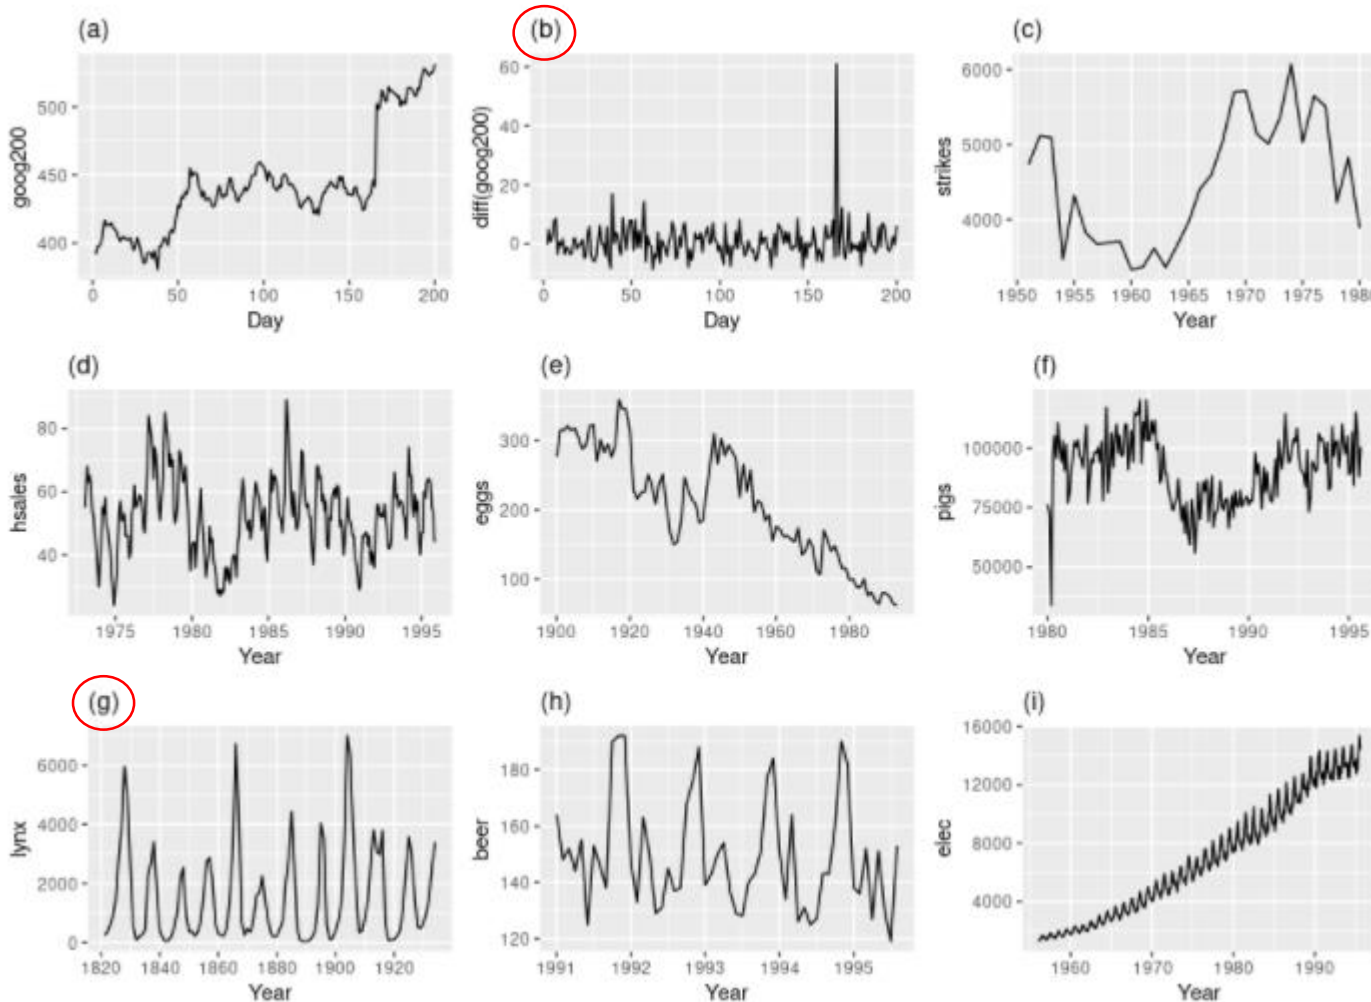 (a)
goog200
500
450
400
0 50 100 150 200
Day
(b)
diff(goog200)
60
40
20
0
0 50 100 150 200
Day
(c)
strikes
6000
5000
4000
1950 1955 1960 1965 1970 1975
Year
(d)
hsales
80
60
40
1975 1980 1985 1990 1995
Year
(e)
eggs
300
200
100
1900 1920 1940 1960 1980
Year
(f)
pigs
100000
75000
50000
1980 1985 1990 1995
Year
(g)
lynx
6000
4000
2000
0
1820 1840 1860 1880 1900 1920
Year
(h)
beer
180
160
140
120
1991 1992 1993 1994 1995
Year
(i)
elec
16000
12000
8000
4000
1960 1970 1980 1990
Year